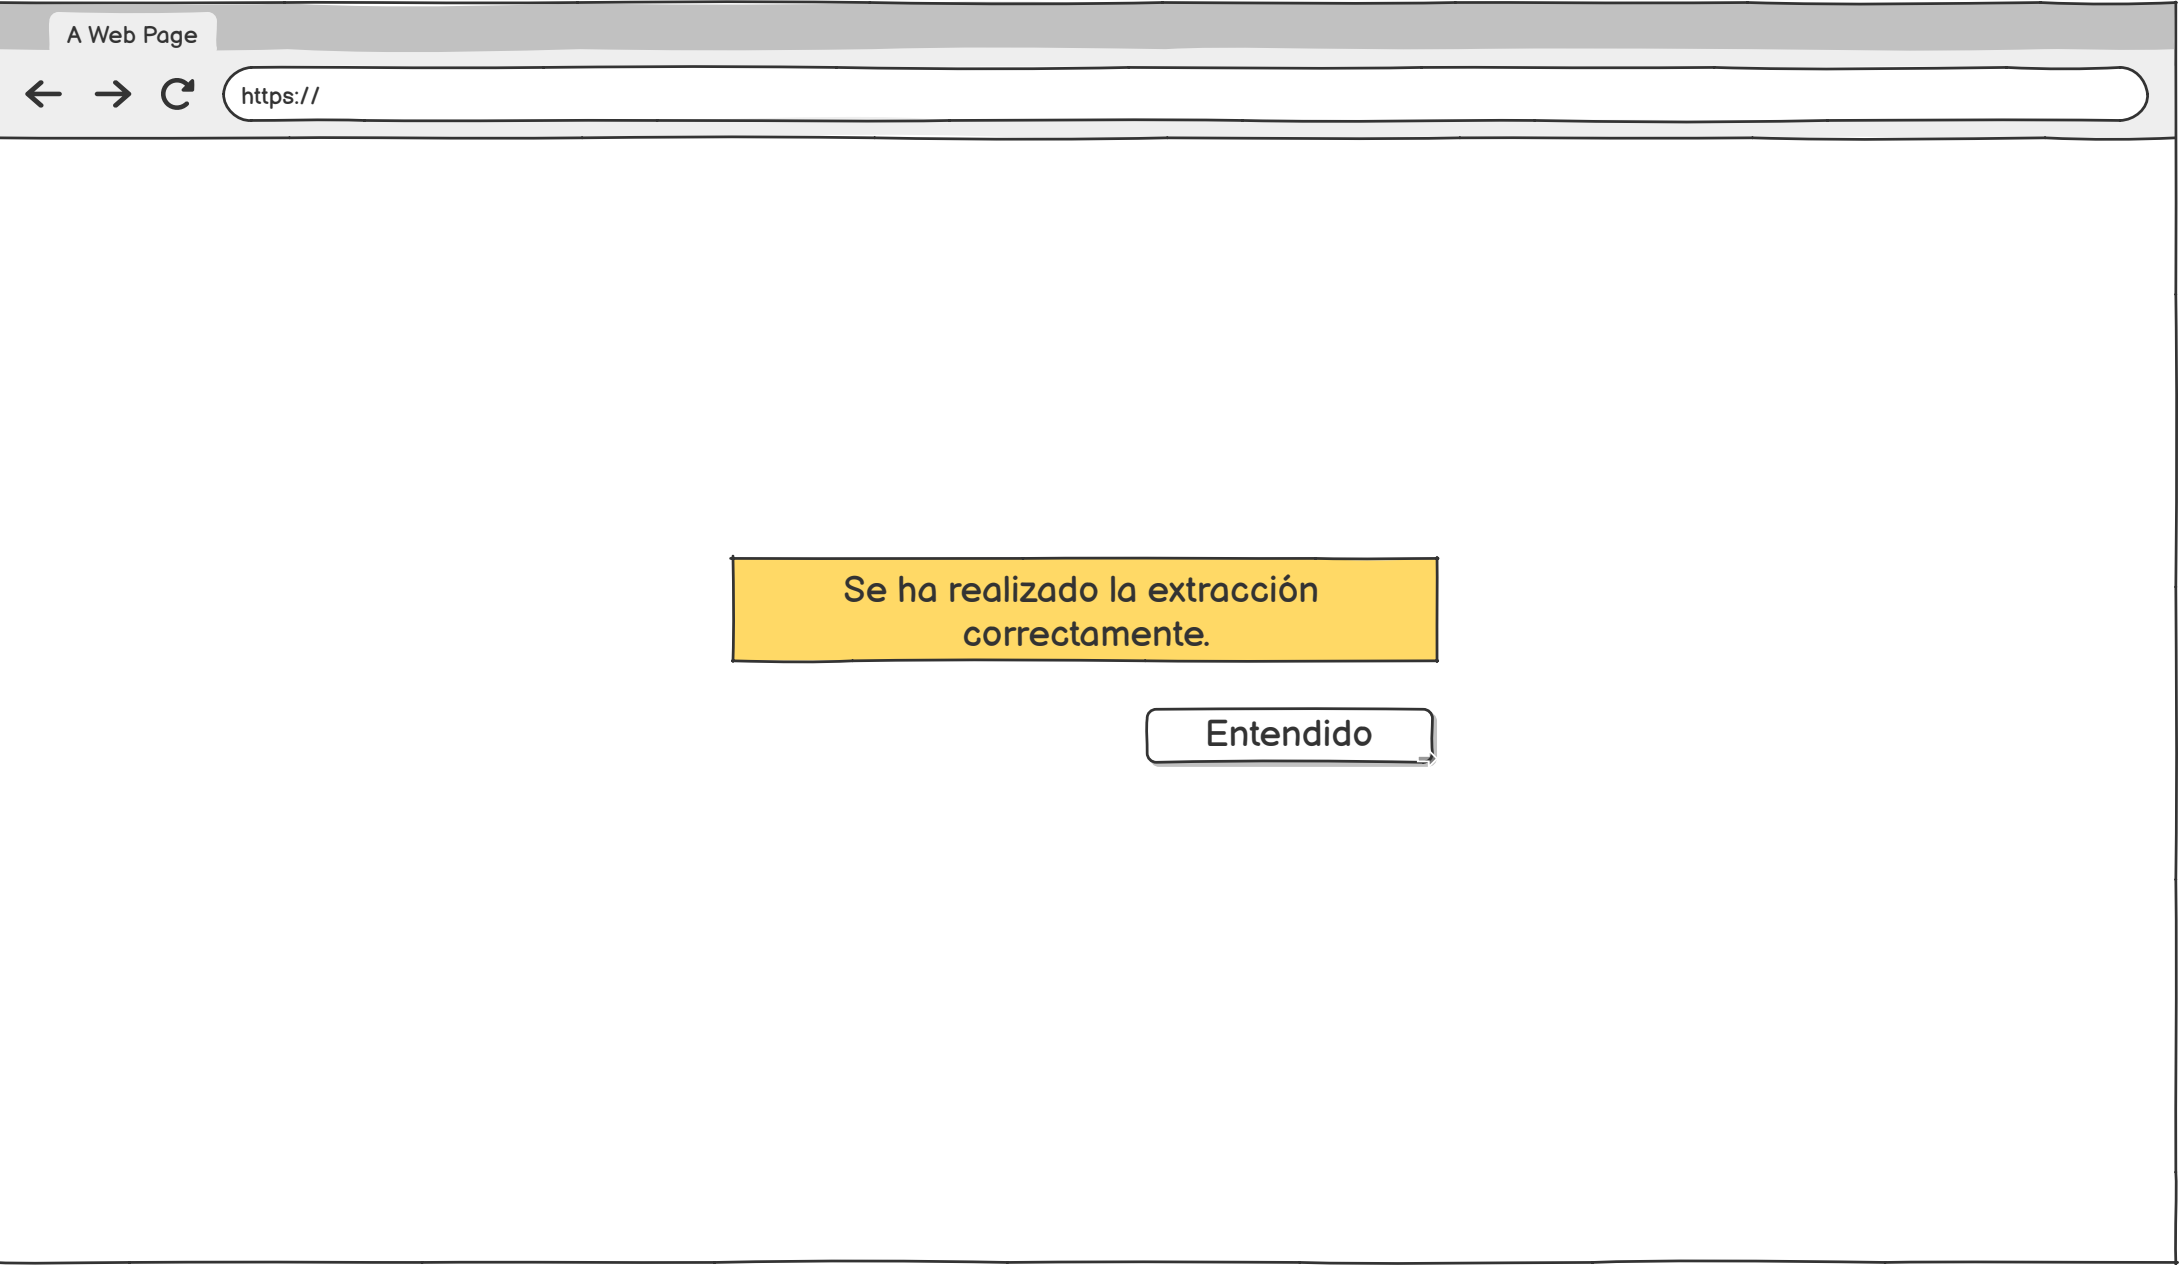 A Web Page
https://
Se ha realizado la extracción
correctamente.
Entendido